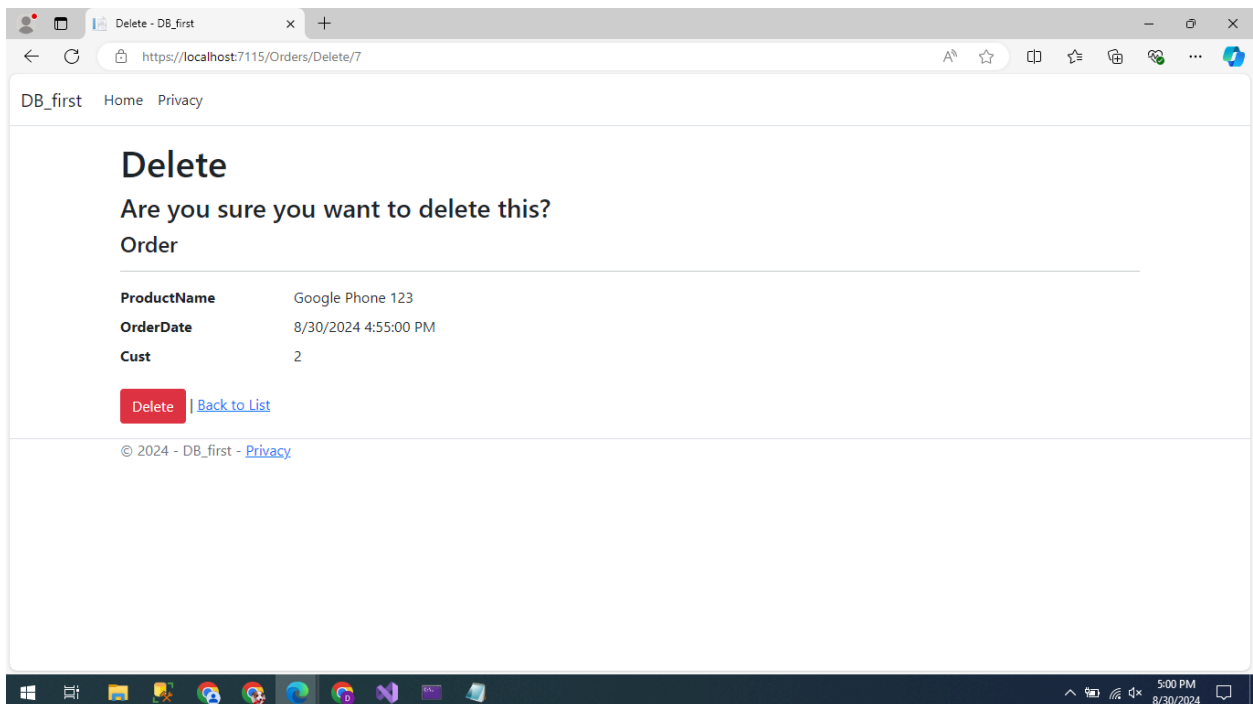 Delete - DB_first
https://localhost:7115/Orders/Delete/7
DB_first Home Privacy
Delete
Are you sure you want to delete this?
Order
ProductName Google Phone 123
OrderDate 8/30/2024 4:55:00 PM
Cust 2
Delete | Back to List
© 2024 - DB_first - Privacy
5:00 PM
8/30/2024